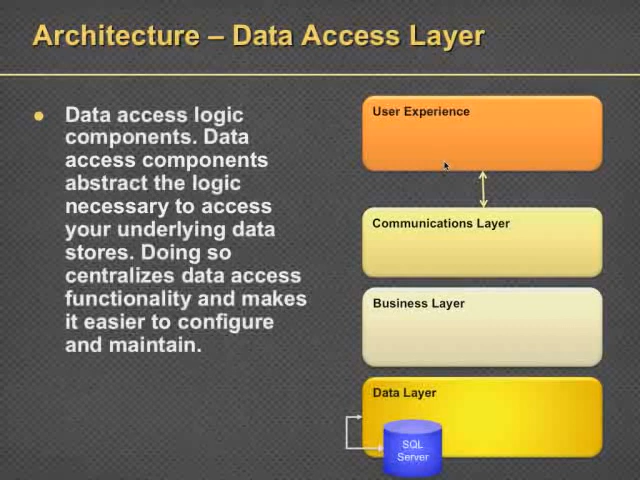 Architecture – Data Access Layer
● Data access logic
components. Data
access components
abstract the logic
necessary to access
your underlying data
stores. Doing so
centralizes data access
functionality and makes
it easier to configure
and maintain.
User Experience
Communications Layer
Business Layer
Data Layer
SQL
Server